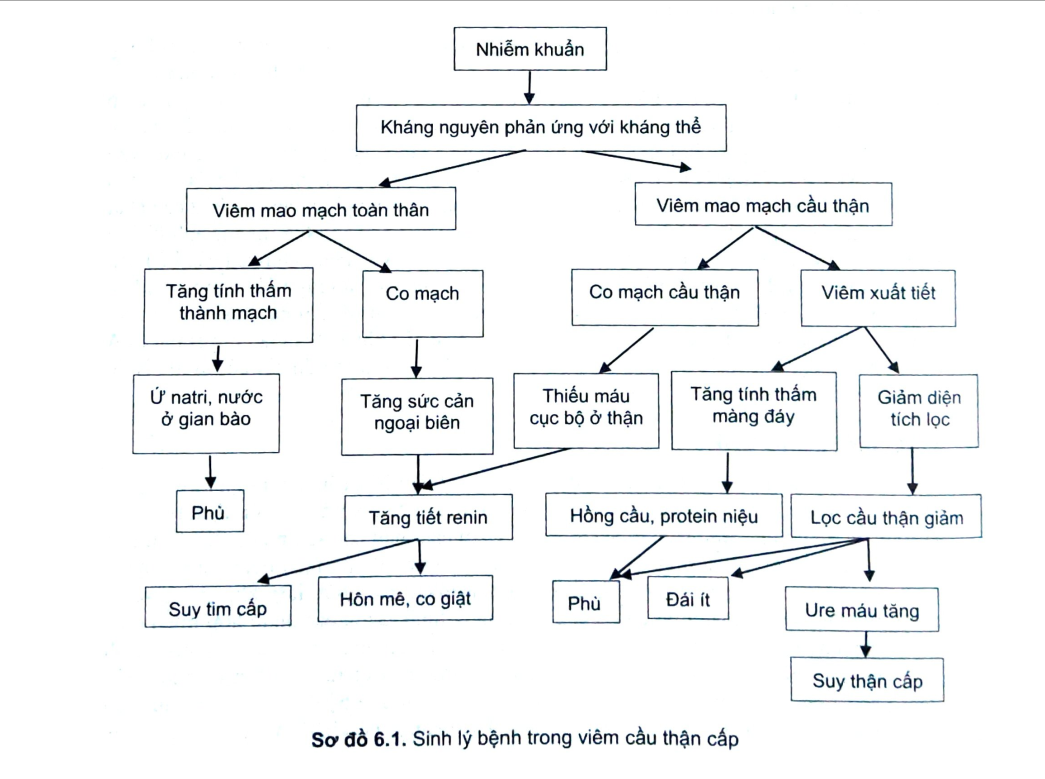 Nhiễm khuẩn
Kháng nguyên phản ứng với kháng thể
Viêm mao mạch toàn thân
Viêm mao mạch cầu thận
Tăng tính thấm
thành mạch
Co mạch
Co mạch cầu thận
Viêm xuất tiết
Ứ natri, nước
ở gian bào
Tăng sức cản
ngoại biên
Thiếu máu
cục bộ ở thận
Tăng tính thấm
màng đáy
Giảm diện
tích lọc
Phù
Tăng tiết renin
Hồng cầu, protein niệu
Lọc cầu thận giảm
Suy tim cấp
Hôn mê, co giật
Phù
Đái ít
Ure máu tăng
Suy thận cấp
Sơ đồ 6.1. Sinh lý bệnh trong viêm cầu thận cấp